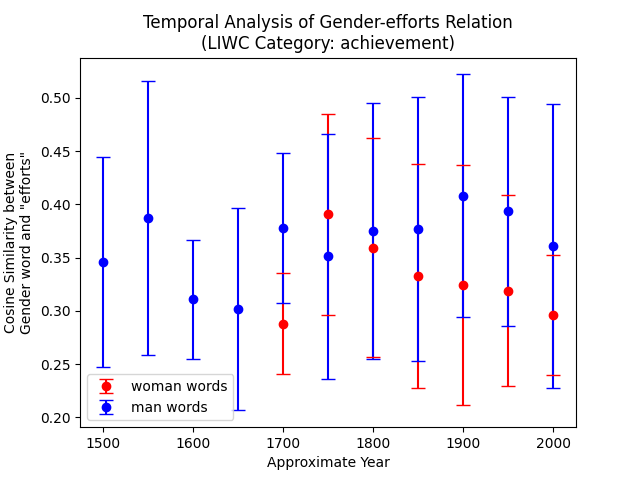 Temporal Analysis of Gender-efforts Relation
(LIWC Category: achievement)
Cosine Similarity between
Gender word and "efforts"
0.50
0.45
0.40
0.35
0.30
0.25
0.20
woman words
man words
1500
1600
1700
1800
1900
2000
Approximate Year